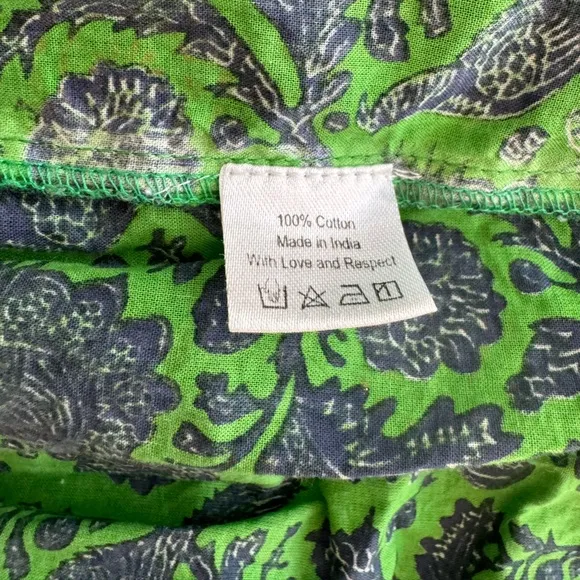 100% Cotton
Made in India
With Love and Respect